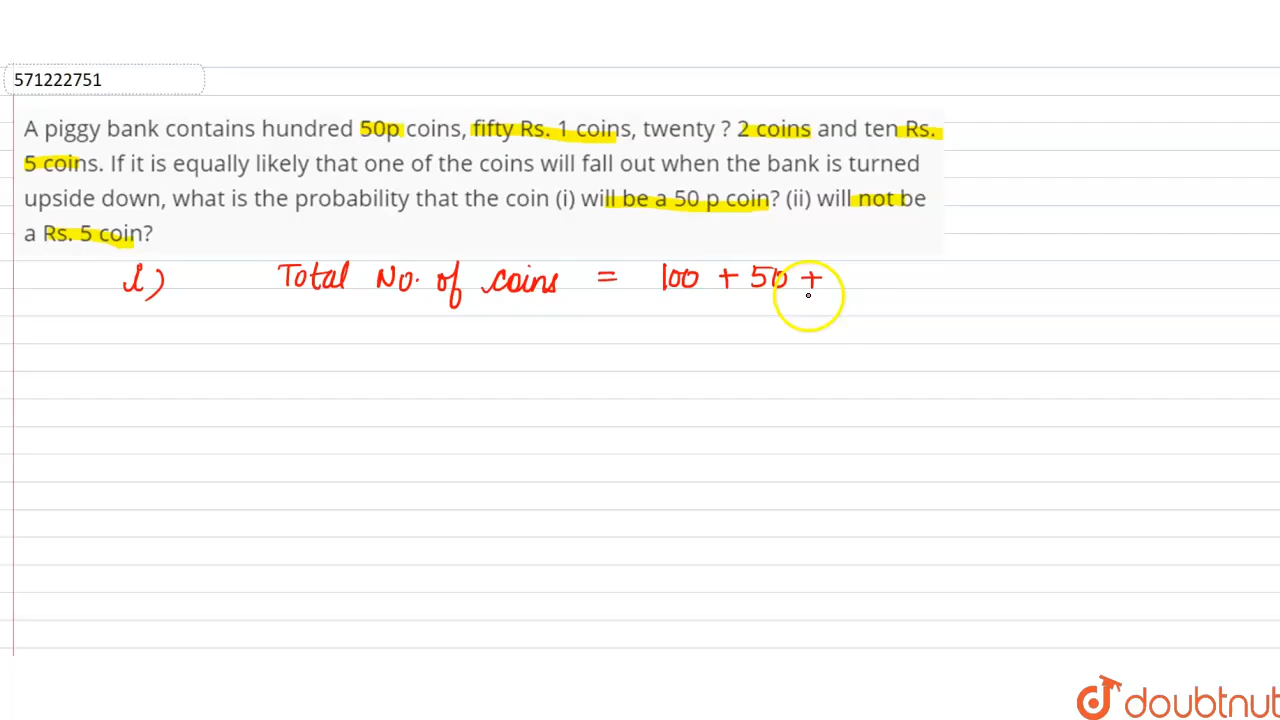 571222751
A piggy bank contains hundred 50p coins, fifty Rs. 1 coins, twenty ? 2 coins and ten Rs.
5 coins. If it is equally likely that one of the coins will fall out when the bank is turned
upside down, what is the probability that the coin (i) will be a 50 p coin? (ii) will not be
a Rs. 5 coin?
i) Total No. of coins = 100 + 50 +
doubtnut